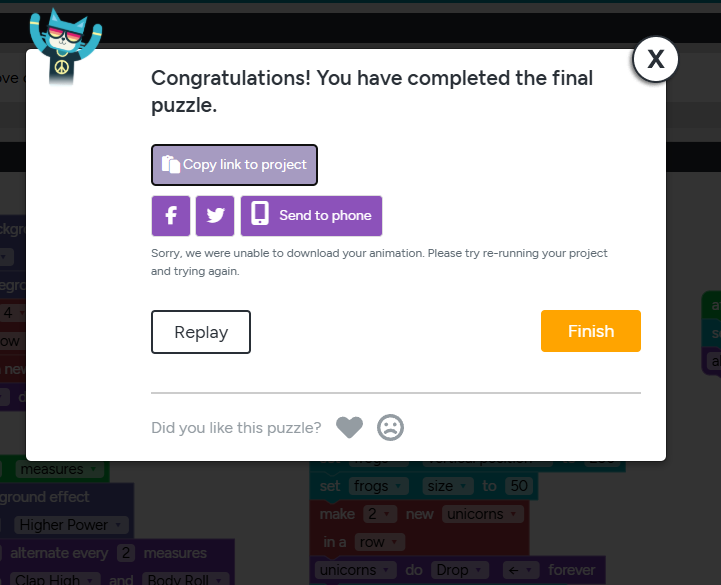 X
Congratulations! You have completed the final
puzzle.
Copy link to project
Send to phone
Sorry, we were unable to download your animation. Please try re-running your project
and trying again.
Replay
Finish
Did you like this puzzle?
4
new
measures
set frogs size to 50
ground effect
make 2 new unicorns
Higher Power
in a row
alternate every 2 measures
unicorns do Drop ← forever
Clap High and Body Roll